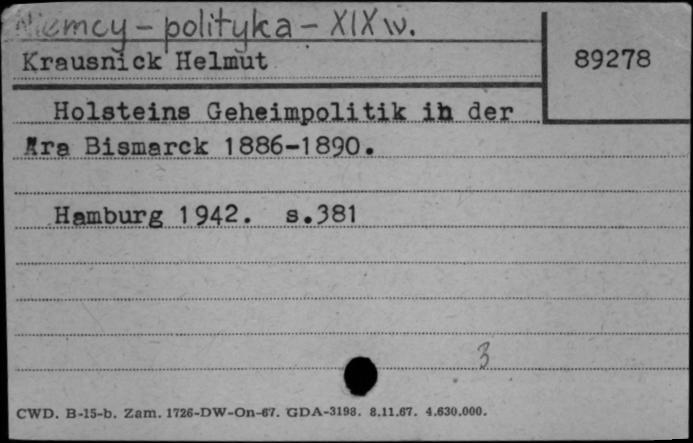 Niemcy - polityka - XIX w.
Krausnick Helmut
89278
Holsteins Geheimpolitik in der
Ära Bismarck 1886-1890.
Hamburg 1942. s.381
3
CWD. B-15-b. Zam. 1726-DW-On-67. GDA-3198. 8.11.67. 4.630.000.